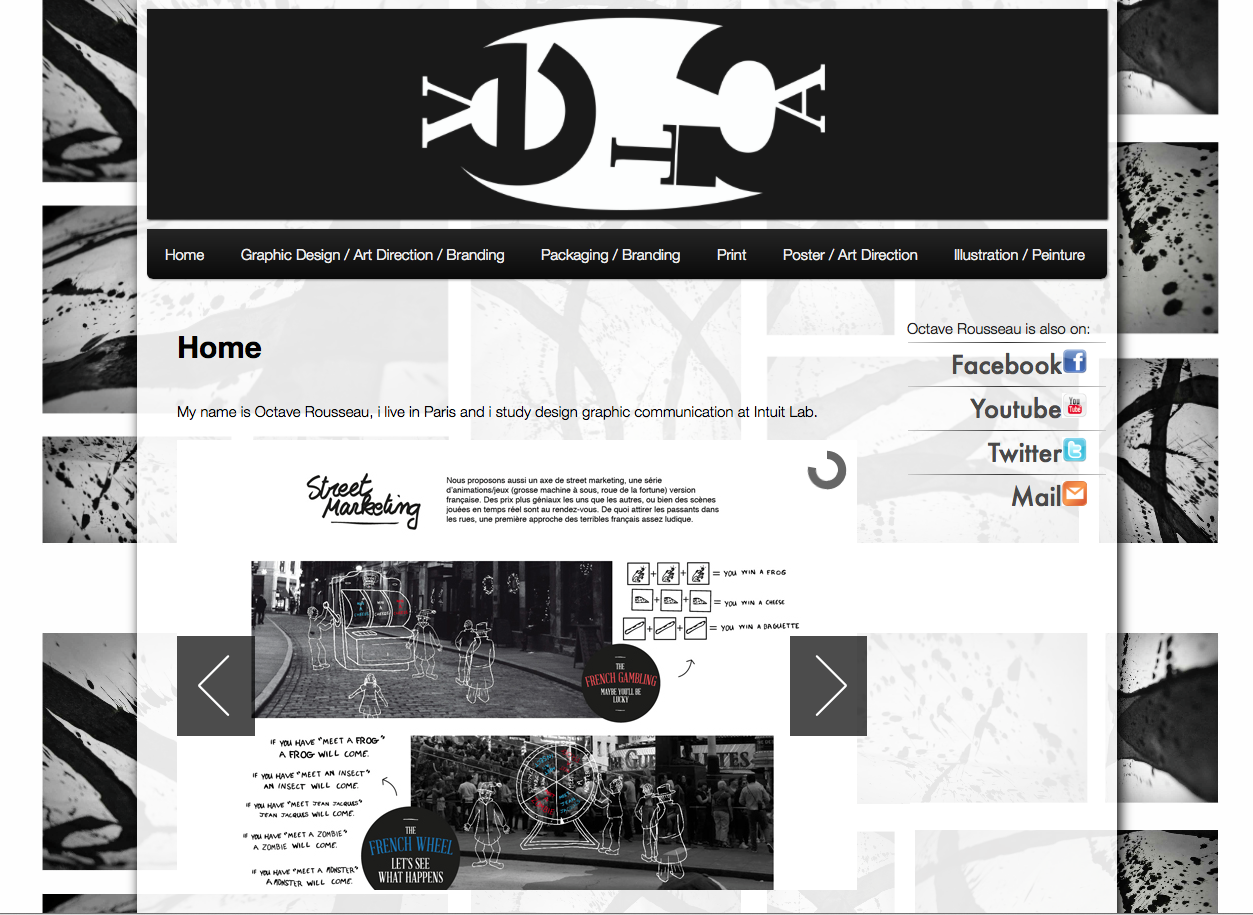 Home
Graphic Design / Art Direction / Branding
Packaging / Branding
Print
Poster / Art Direction
Illustration / Peinture
Home
My name is Octave Rousseau, i live in Paris and i study design graphic communication at Intuit Lab.
Octave Rousseau is also on:
Facebook
Youtube
Twitter
Mail
Street
Marketing
Nous proposons aussi un axe de street marketing, une série
d'animations/jeux (grosse machine à sous, roue de la fortune) version
française. Des prix plus géniaux les uns que les autres, ou bien des scènes
jouées en temps réel sont au rendez-vous. De quoi attirer les passants dans
les rues, une première approche des terribles français assez ludique.
+ + = YOU WIN A FROG
+ + = YOU WIN A CHEESE
+ + = YOU WIN A BAGUETTE
THE
FRENCH GAMBLING
MAYBE YOU'LL BE
LUCKY
IF YOU HAVE "MEET A FROG"
A FROG WILL COME.
IF YOU HAVE "MEET AN INSECT"
AN INSECT WILL COME.
IF YOU HAVE "MEET JEAN JACQUES"
JEAN JACQUES WILL COME.
IF YOU HAVE "MEET A ZOMBIE"
A ZOMBIE WILL COME.
IF YOU HAVE "MEET A MONSTER"
A MONSTER WILL COME.
THE
FRENCH WHEEL
LET'S SEE
WHAT HAPPENS